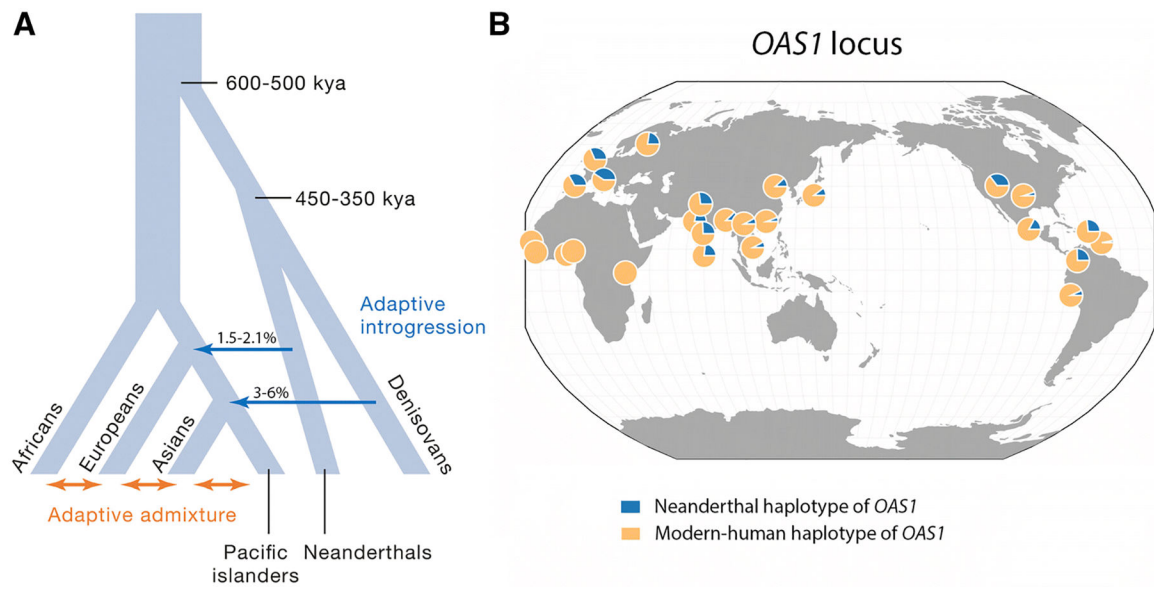 A
600-500 kya
450-350 kya
Adaptive
introgression
1.5-2.1%
3-6%
Africans
Europeans
Asians
Denisovans
Adaptive admixture
Pacific
islanders
Neanderthals
B
OAS1 locus
Neanderthal haplotype of OAS1
Modern-human haplotype of OAS1